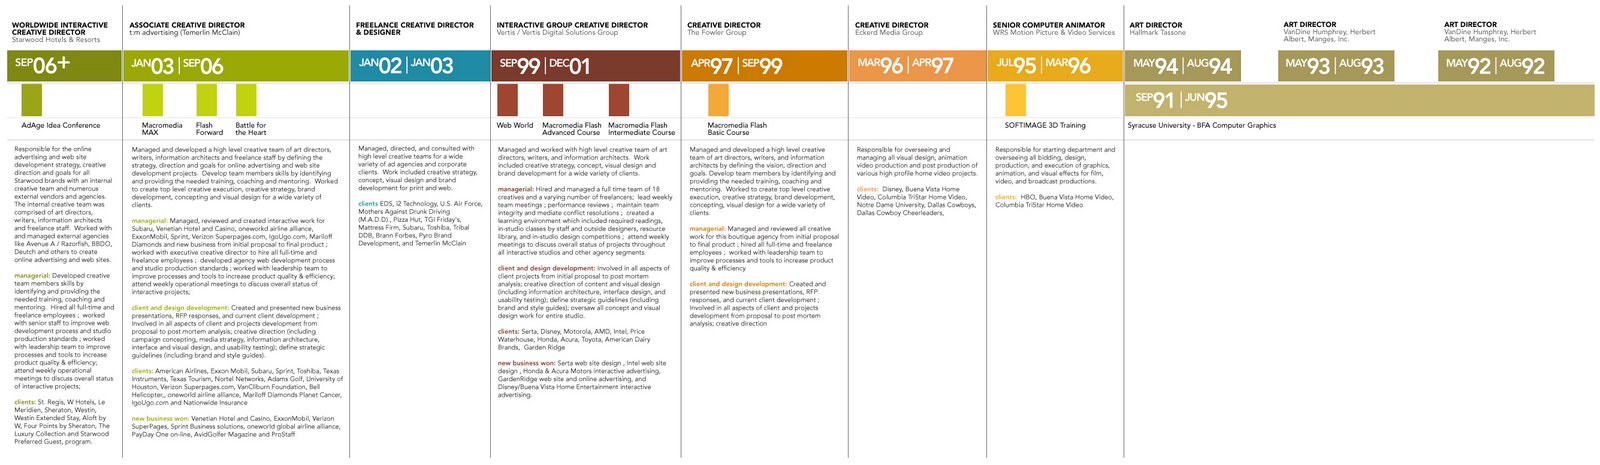 WORLDWIDE INTERACTIVE
CREATIVE DIRECTOR
Starwood Hotels & Resorts
SEP06+
AdAge Idea Conference
Responsible for the online
advertising and web site
development strategy, creative
direction and goals for all
Starwood brands with an internal
creative team and numerous
external vendors and agencies.
The internal creative team was
comprised of art directors,
writers, information architects
and freelance staff. Worked with
and managed external agencies
like Avenue A / Razorfish, BBDO,
Deutch and others to create
online advertising and web sites.
managerial: Developed creative
team members skills by
identifying and providing the
needed training, coaching and
mentoring. Hired all full-time and
freelance employees ; worked
with senior staff to improve web
development process and studio
production standards ; worked
with leadership team to improve
processes and tools to increase
product quality & efficiency;
attend weekly operational
meetings to discuss overall status
of interactive projects;
clients: St. Regis, W Hotels, Le
Meridien, Sheraton, Westin,
Westin Extended Stay, Aloft by
W, Four Points by Sheraton, The
Luxury Collection and Starwood
Preferred Guest, program.
ASSOCIATE CREATIVE DIRECTOR
t:m advertising (Temerlin McClain)
JAN03 | SEP06
Macromedia
MAX
Flash
Forward
Battle for
the Heart
Managed and developed a high level creative team of art directors,
writers, information architects and freelance staff by defining the
strategy, direction and goals for online advertising and web site
development projects. Develop team members skills by identifying
and providing the needed training, coaching and mentoring. Worked
to create top level creative execution, creative strategy, brand
development, concepting and visual design for a wide variety of
clients.
managerial: Managed, reviewed and created interactive work for
Subaru, Venetian Hotel and Casino, oneworld airline alliance,
ExxonMobil, Sprint, Verizon Superpages.com, IgoUgo.com, Mariloff
Diamonds and new business from initial proposal to final product ;
worked with executive creative director to hire all full-time and
freelance employees ; developed agency web development process
and studio production standards ; worked with leadership team to
improve processes and tools to increase product quality & efficiency;
attend weekly operational meetings to discuss overall status of
interactive projects;
client and design development: Created and presented new business
presentations, RFP responses, and current client development ;
Involved in all aspects of client and projects development from
proposal to post mortem analysis; creative direction (including
campaign concepting, media strategy, information architecture,
interface and visual design, and usability testing); define strategic
guidelines (including brand and style guides).
clients: American Airlines, Exxon Mobil, Subaru, Sprint, Toshiba, Texas
Instruments, Texas Tourism, Nortel Networks, Adams Golf, University of
Houston, Verizon Superpages.com, VanCliburn Foundation, Bell
Helicopter,, oneworld airline alliance, Mariloff Diamonds Planet Cancer,
IgoUgo.com and Nationwide Insurance
new business won: Venetian Hotel and Casino, ExxonMobil, Verizon
SuperPages, Sprint Business solutions, oneworld global airline alliance,
PayDay One on-line, AvidGolfer Magazine and ProStaff
FREELANCE CREATIVE DIRECTOR
& DESIGNER
JAN02 | JAN03
Managed, directed, and consulted with
high level creative teams for a wide
variety of ad agencies and corporate
clients. Work included creative strategy,
concept, visual design and brand
development for print and web.
clients EDS, i2 Technology, U.S. Air Force,
Mothers Against Drunk Driving
(M.A.D.D), Pizza Hut, TGI Friday's,
Mattress Firm, Subaru, Toshiba, Tribal
DDB, Brann Forbes, Pyro Brand
Development, and Temerlin McClain
INTERACTIVE GROUP CREATIVE DIRECTOR
Vertis / Vertis Digital Solutions Group
SEP99 | DEC01
Web World
Macromedia Flash
Advanced Course
Macromedia Flash
Intermediate Course
Managed and worked with high level creative team of art
directors, writers, and information architects. Work
included creative strategy, concept, visual design and
brand development for a wide variety of clients.
managerial: Hired and managed a full time team of 18
creatives and a varying number of freelancers; lead weekly
team meetings ; performance reviews ; maintain team
integrity and mediate conflict resolutions ; created a
learning environment which included required readings,
in-studio classes by staff and outside designers, resource
library, and in-studio design competitions ; attend weekly
meetings to discuss overall status of projects throughout
all interactive studios and other agency segments.
client and design development: Involved in all aspects of
client projects from initial proposal to post mortem
analysis; creative direction of content and visual design
(including information architecture, interface design, and
usability testing); define strategic guidelines (including
brand and style guides); oversaw all concept and visual
design work for entire studio.
clients: Serta, Disney, Motorola, AMD, Intel, Price
Waterhouse, Honda, Acura, Toyota, American Dairy
Brands, Garden Ridge
new business won: Serta web site design , Intel web site
design , Honda & Acura Motors interactive advertising,
GardenRidge web site and online advertising, and
Disney/Buena Vista Home Entertainment interactive
advertising.
CREATIVE DIRECTOR
The Fowler Group
APR97 | SEP99
Macromedia Flash
Basic Course
Managed and developed a high level creative
team of art directors, writers, and information
architects by defining the vision, direction and
goals. Develop team members by identifying
and providing the needed training, coaching and
mentoring. Worked to create top level creative
execution, creative strategy, brand development,
concepting, visual design for a wide variety of
clients.
managerial: Managed and reviewed all creative
work for this boutique agency from initial proposal
to final product ; hired all full-time and freelance
employees ; worked with leadership team to
improve processes and tools to increase product
quality & efficiency
client and design development: Created and
presented new business presentations, RFP
responses, and current client development ;
Involved in all aspects of client and projects
development from proposal to post mortem
analysis; creative direction
CREATIVE DIRECTOR
Eckerd Media Group
MAR96 | APR97
Responsible for overseeing and
managing all visual design, animation
video production and post production of
various high profile home video projects.
clients: Disney, Buena Vista Home
Video, Columbia TriStar Home Video,
Notre Dame University, Dallas Cowboys,
Dallas Cowboy Cheerleaders,
SENIOR COMPUTER ANIMATOR
WRS Motion Picture & Video Services
JUL95 | MAR96
SOFTIMAGE 3D Training
Responsible for starting department and
overseeing all bidding, design,
production, and execution of graphics,
animation, and visual effects for film,
video, and broadcast productions.
clients: HBO, Buena Vista Home Video,
Columbia TriStar Home Video
ART DIRECTOR
Hallmark Tassone
MAY94 | AUG94
ART DIRECTOR
VanDine Humphrey, Herbert
Albert, Manges, Inc.
MAY93 | AUG93
ART DIRECTOR
VanDine Humphrey, Herbert
Albert, Manges, Inc.
MAY92 | AUG92
SEP91 | JUN95
Syracuse University - BFA Computer Graphics